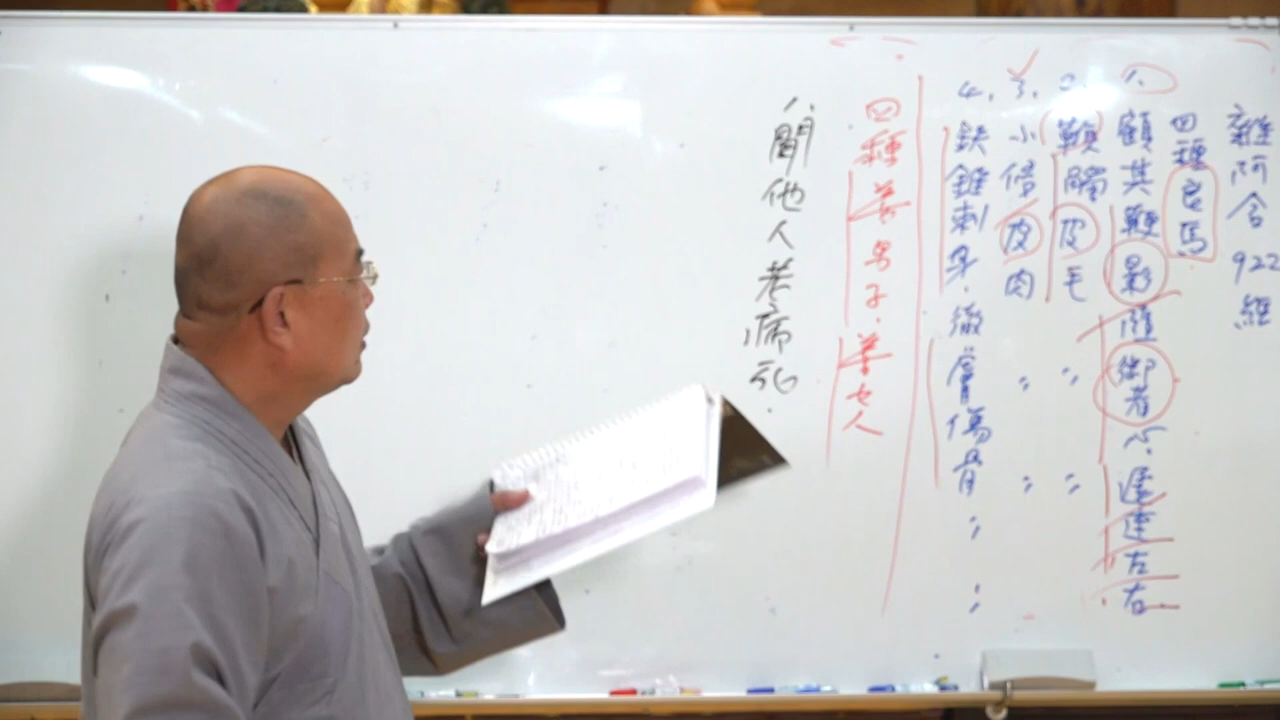 雜阿含922經
四種良馬
1.顧其鞭影隨御者心.遲速左右.
2.鞭觸皮毛〃〃
3.小侵皮肉〃〃
4.鉄錐刺身.徹膚傷骨〃〃
四種善男子.善女人
1.聞他人老病死.